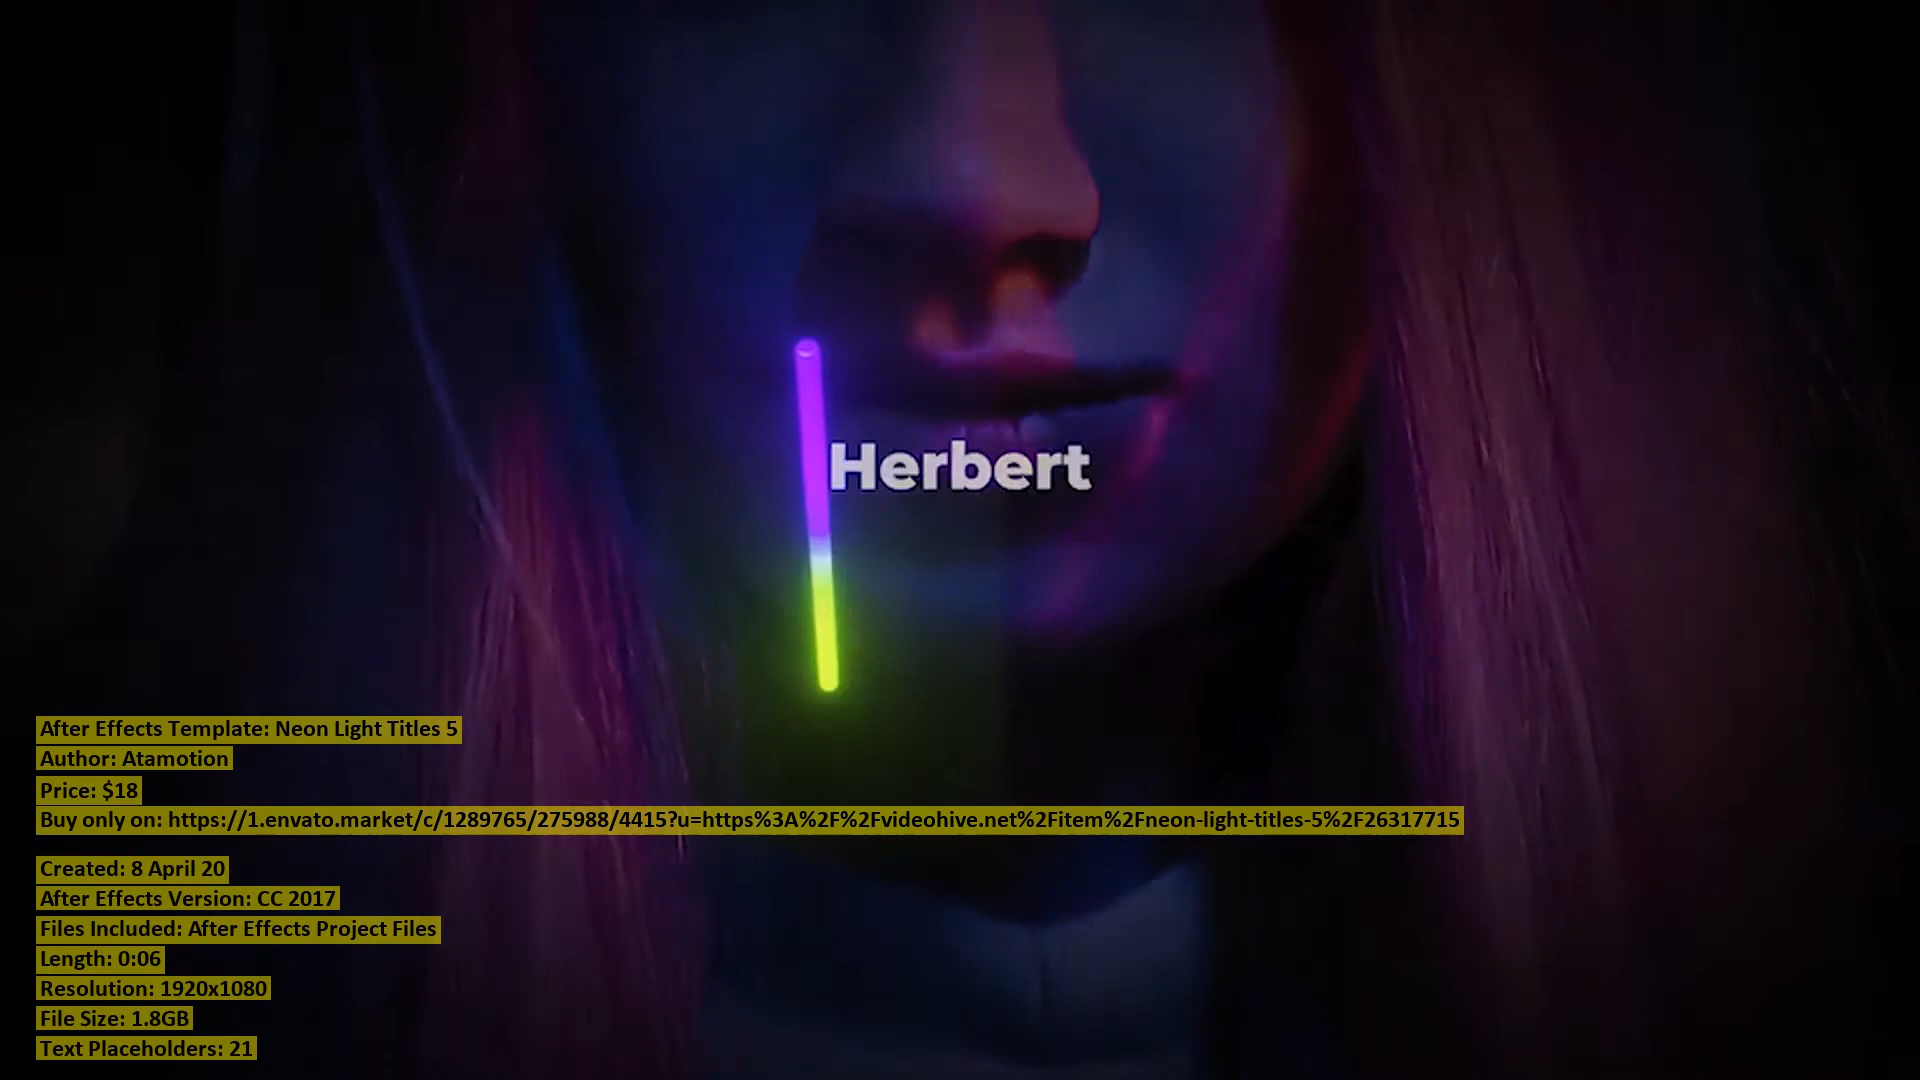 Herbert
After Effects Template: Neon Light Titles 5
Author: Atamotion
Price: $18
Buy only on: https://1.envato.market/c/1289765/275988/4415?u=https%3A%2F%2Fvideohive.net%2Fitem%2Fneon-light-titles-5%2F26317715
Created: 8 April 20
After Effects Version: CC 2017
Files Included: After Effects Project Files
Length: 0:06
Resolution: 1920x1080
File Size: 1.8GB
Text Placeholders: 21